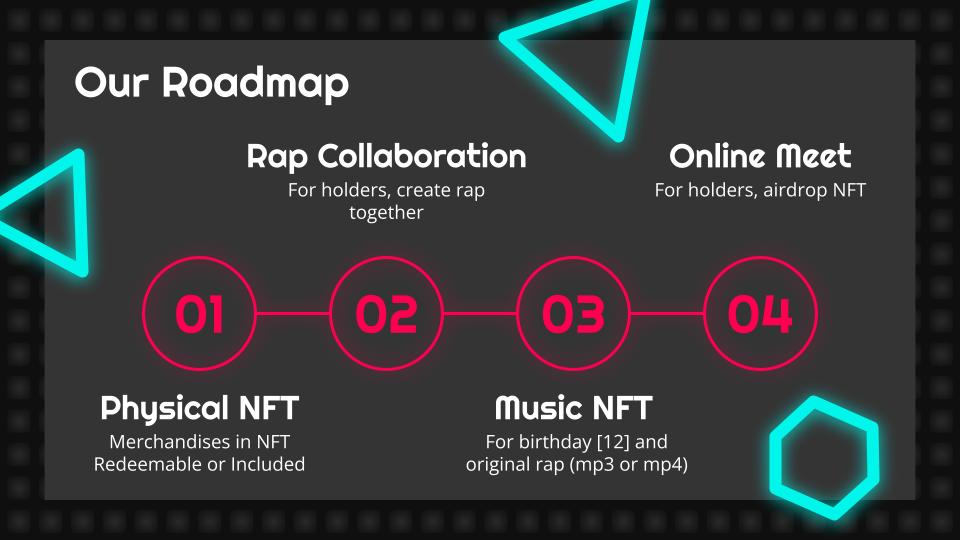 Our Roadmap
Rap Collaboration
For holders, create rap
together
Online Meet
For holders, airdrop NFT
01
02
03
04
Physical NFT
Merchandises in NFT
Redeemable or Included
Music NFT
For birthday [12] and
original rap (mp3 or mp4)